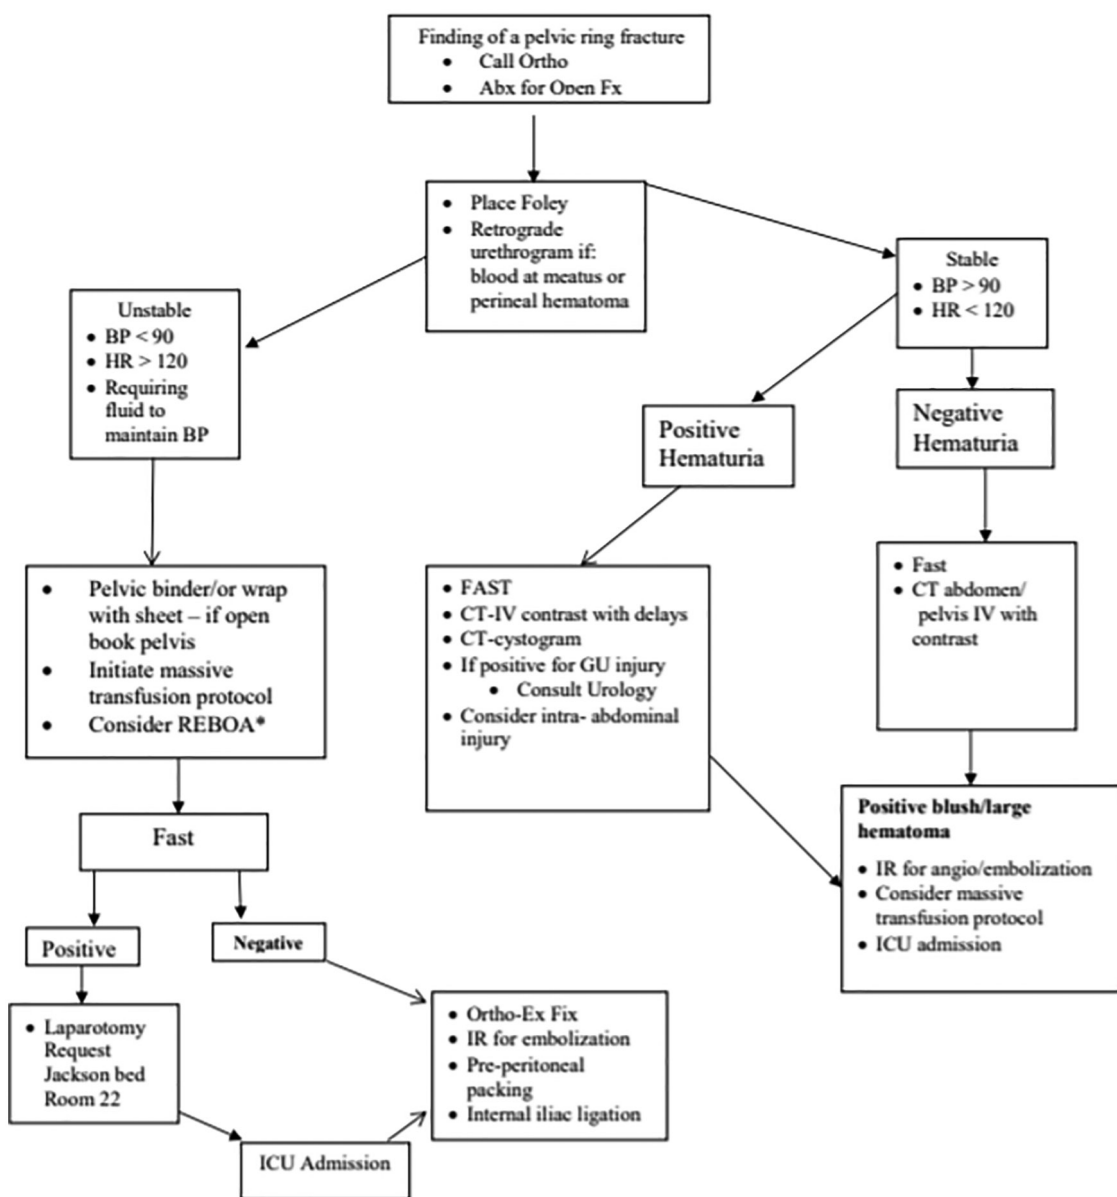 Finding of a pelvic ring fracture
• Call Ortho
• Abx for Open Fx
• Place Foley
• Retrograde
urethrogram if:
blood at meatus or
perineal hematoma
Stable
• BP > 90
• HR < 120
Unstable
• BP < 90
• HR > 120
• Requiring
fluid to
maintain BP
Positive
Hematuria
Negative
Hematuria
• Pelvic binder/or wrap
with sheet – if open
book pelvis
• Initiate massive
transfusion protocol
• Consider REBOA*
• FAST
• CT-IV contrast with delays
• CT-cystogram
• If positive for GU injury
• Consult Urology
• Consider intra- abdominal
injury
• Fast
• CT abdomen/
pelvis IV with
contrast
Fast
Positive
Negative
Positive blush/large
hematoma
• IR for angio/embolization
• Consider massive
transfusion protocol
• ICU admission
• Laparotomy
Request
Jackson bed
Room 22
• Ortho-Ex Fix
• IR for embolization
• Pre-peritoneal
packing
• Internal iliac ligation
ICU Admission